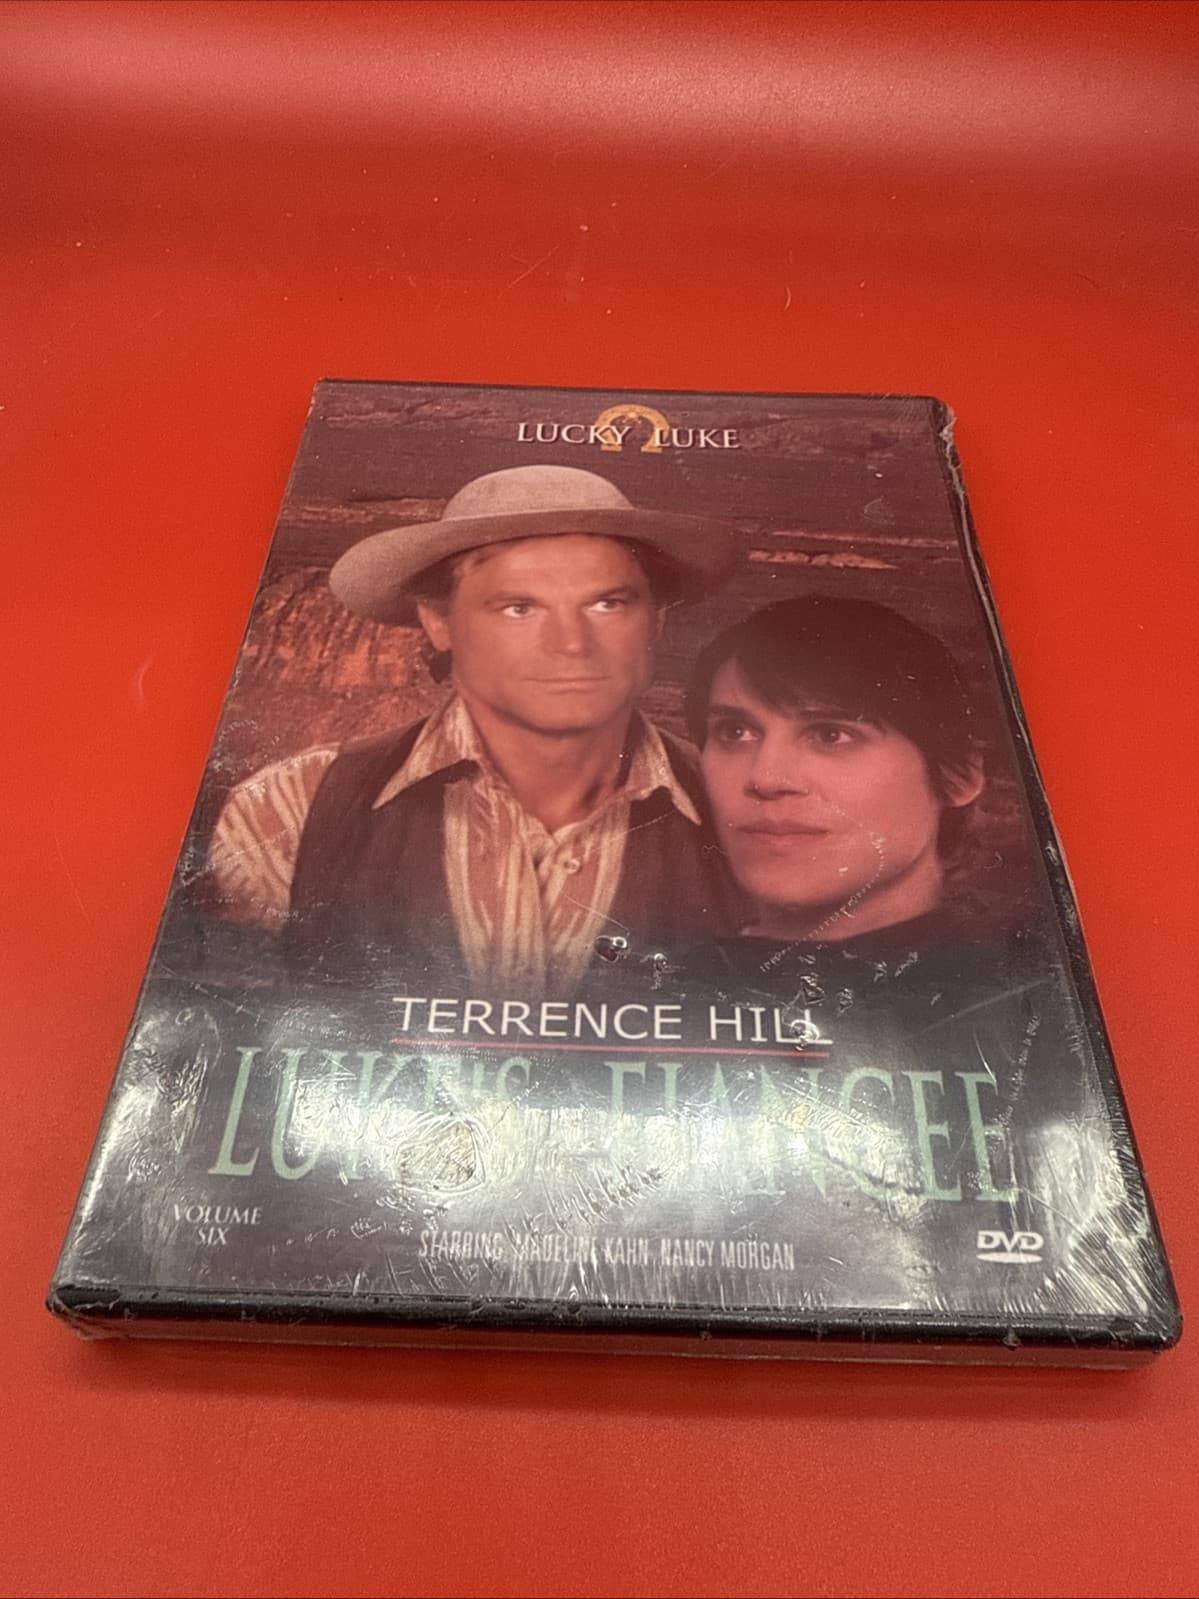 LUCKY LUKE
TERRENCE HILL
LUKE'S FIANCEE
VOLUME
SIX
STARRING MADELINE KAHN, NANCY MORGAN
DVD